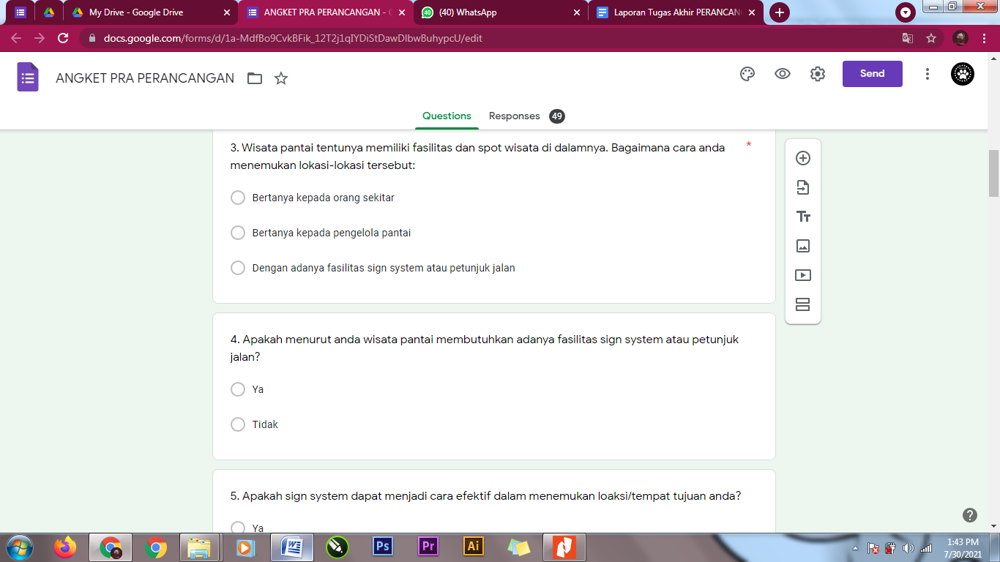 My Drive - Google Drive
ANGKET PRA PERANCANGAN -
(40) WhatsApp
Laporan Tugas Akhir PERANCAN
docs.google.com/forms/d/1a-MdfBo9CvkBFik_12T2j1qIYDiStDawDlbwBuhypcU/edit
ANGKET PRA PERANCANGAN
Send
Questions
Responses 49
3. Wisata pantai tentunya memiliki fasilitas dan spot wisata di dalamnya. Bagaimana cara anda *
menemukan lokasi-lokasi tersebut:
Bertanya kepada orang sekitar
Bertanya kepada pengelola pantai
Dengan adanya fasilitas sign system atau petunjuk jalan
4. Apakah menurut anda wisata pantai membutuhkan adanya fasilitas sign system atau petunjuk
jalan?
Ya
Tidak
5. Apakah sign system dapat menjadi cara efektif dalam menemukan loaksi/tempat tujuan anda?
Ya
Ps
Pr
Ai
1:43 PM
7/30/2021